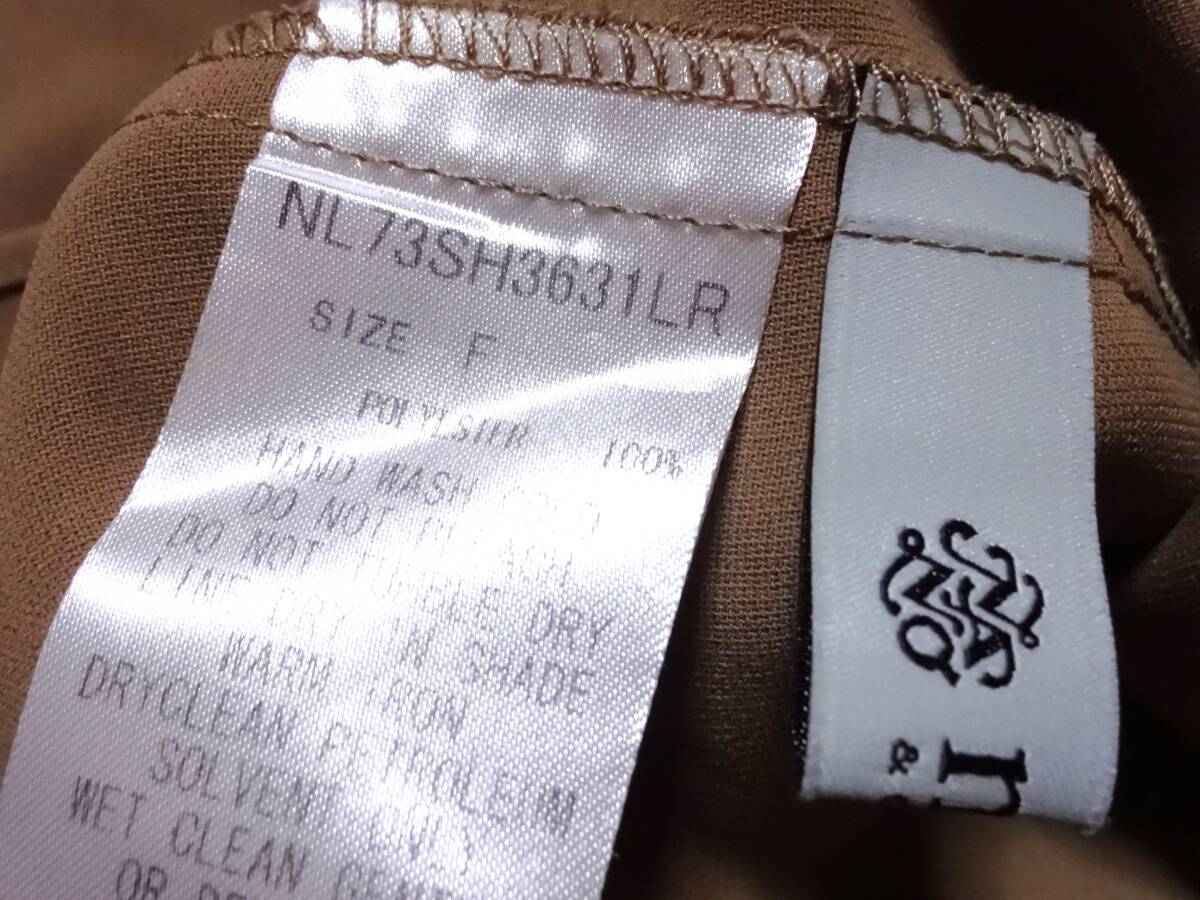 NL73SH3631LR
SIZE F
POLYESTER 100%
HAND WASH COLD
DO NOT BLEACH
DO NOT TUMBLE DRY
LINE DRY IN SHADE
WARM IRON
DRYCLEAN PETROLEUM
SOLVENT ONLY
WET CLEAN
OR
&